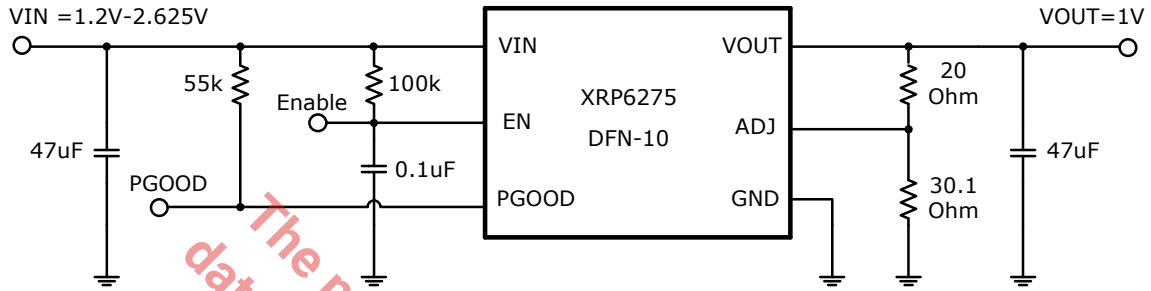 VIN =1.2V-2.625V
VOUT=1V
VIN
VOUT
55k
100k
20
Ohm
XRP6275
Enable
EN
ADJ
DFN-10
47uF
0.1uF
47uF
PGOOD
PGOOD
GND
30.1
Ohm
The